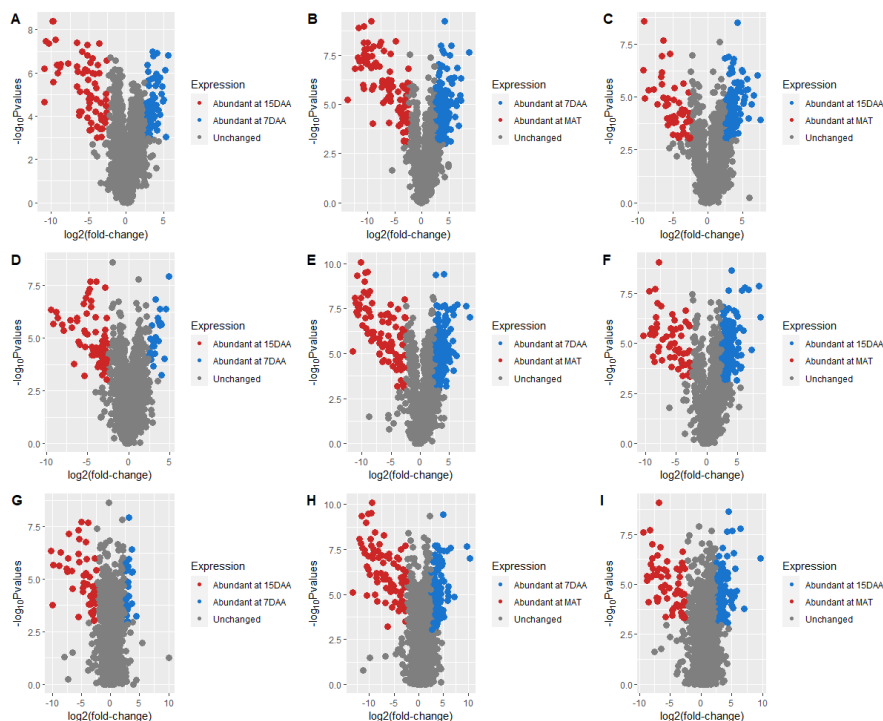 A
-log10Pvalues
8
6
4
2
0
-10
-5
0
5
log2(fold-change)
Expression
Abundant at 15DAA
Abundant at 7DAA
Unchanged
B
-log10Pvalues
7.5
5.0
2.5
0.0
-10
-5
0
5
log2(fold-change)
Expression
Abundant at 7DAA
Abundant at MAT
Unchanged
C
-log10Pvalues
7.5
5.0
2.5
0.0
-10
-5
0
5
log2(fold-change)
Expression
Abundant at 15DAA
Abundant at MAT
Unchanged
D
-log10Pvalues
7.5
5.0
2.5
0.0
-10
-5
0
5
log2(fold-change)
Expression
Abundant at 15DAA
Abundant at 7DAA
Unchanged
E
-log10Pvalues
10.0
7.5
5.0
2.5
0.0
-10
-5
0
5
log2(fold-change)
Expression
Abundant at 7DAA
Abundant at MAT
Unchanged
F
-log10Pvalues
7.5
5.0
2.5
0.0
-10
-5
0
5
log2(fold-change)
Expression
Abundant at 15DAA
Abundant at MAT
Unchanged
G
-log10Pvalues
7.5
5.0
2.5
0.0
-10
-5
0
5
10
log2(fold-change)
Expression
Abundant at 15DAA
Abundant at 7DAA
Unchanged
H
-log10Pvalues
10.0
7.5
5.0
2.5
0.0
-10
-5
0
5
10
log2(fold-change)
Expression
Abundant at 7DAA
Abundant at MAT
Unchanged
I
-log10Pvalues
7.5
5.0
2.5
0.0
-10
-5
0
5
10
log2(fold-change)
Expression
Abundant at 15DAA
Abundant at MAT
Unchanged